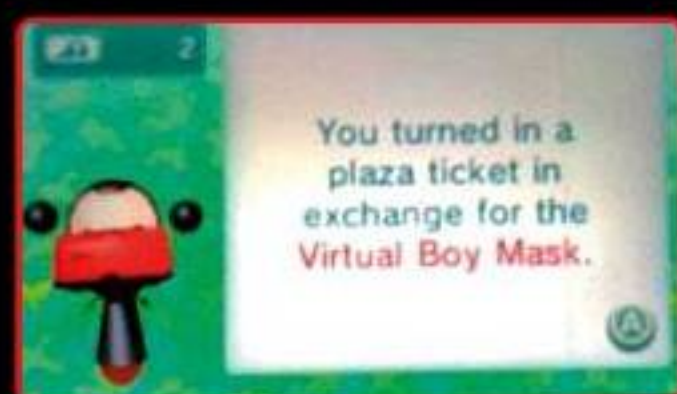 2
You turned in a
plaza ticket in
exchange for the
Virtual Boy Mask.
A